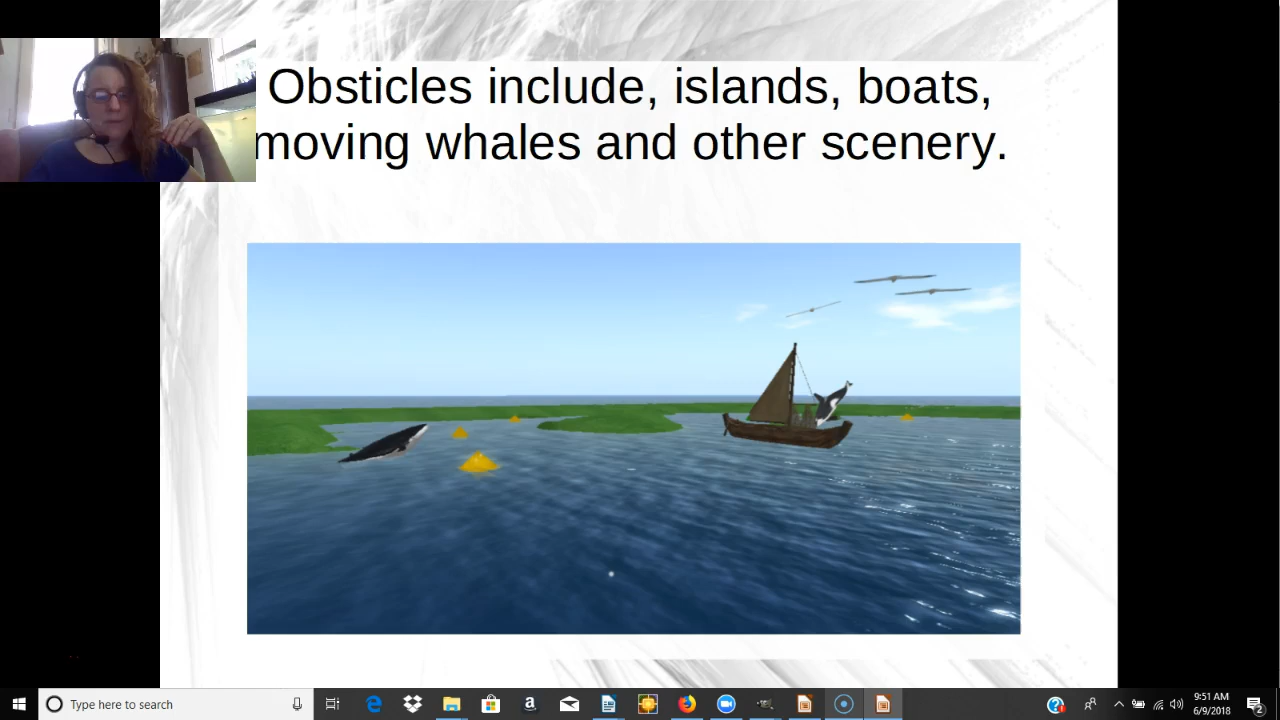 Obsticles include, islands, boats,
moving whales and other scenery.
Type here to search
9:51 AM
6/9/2018